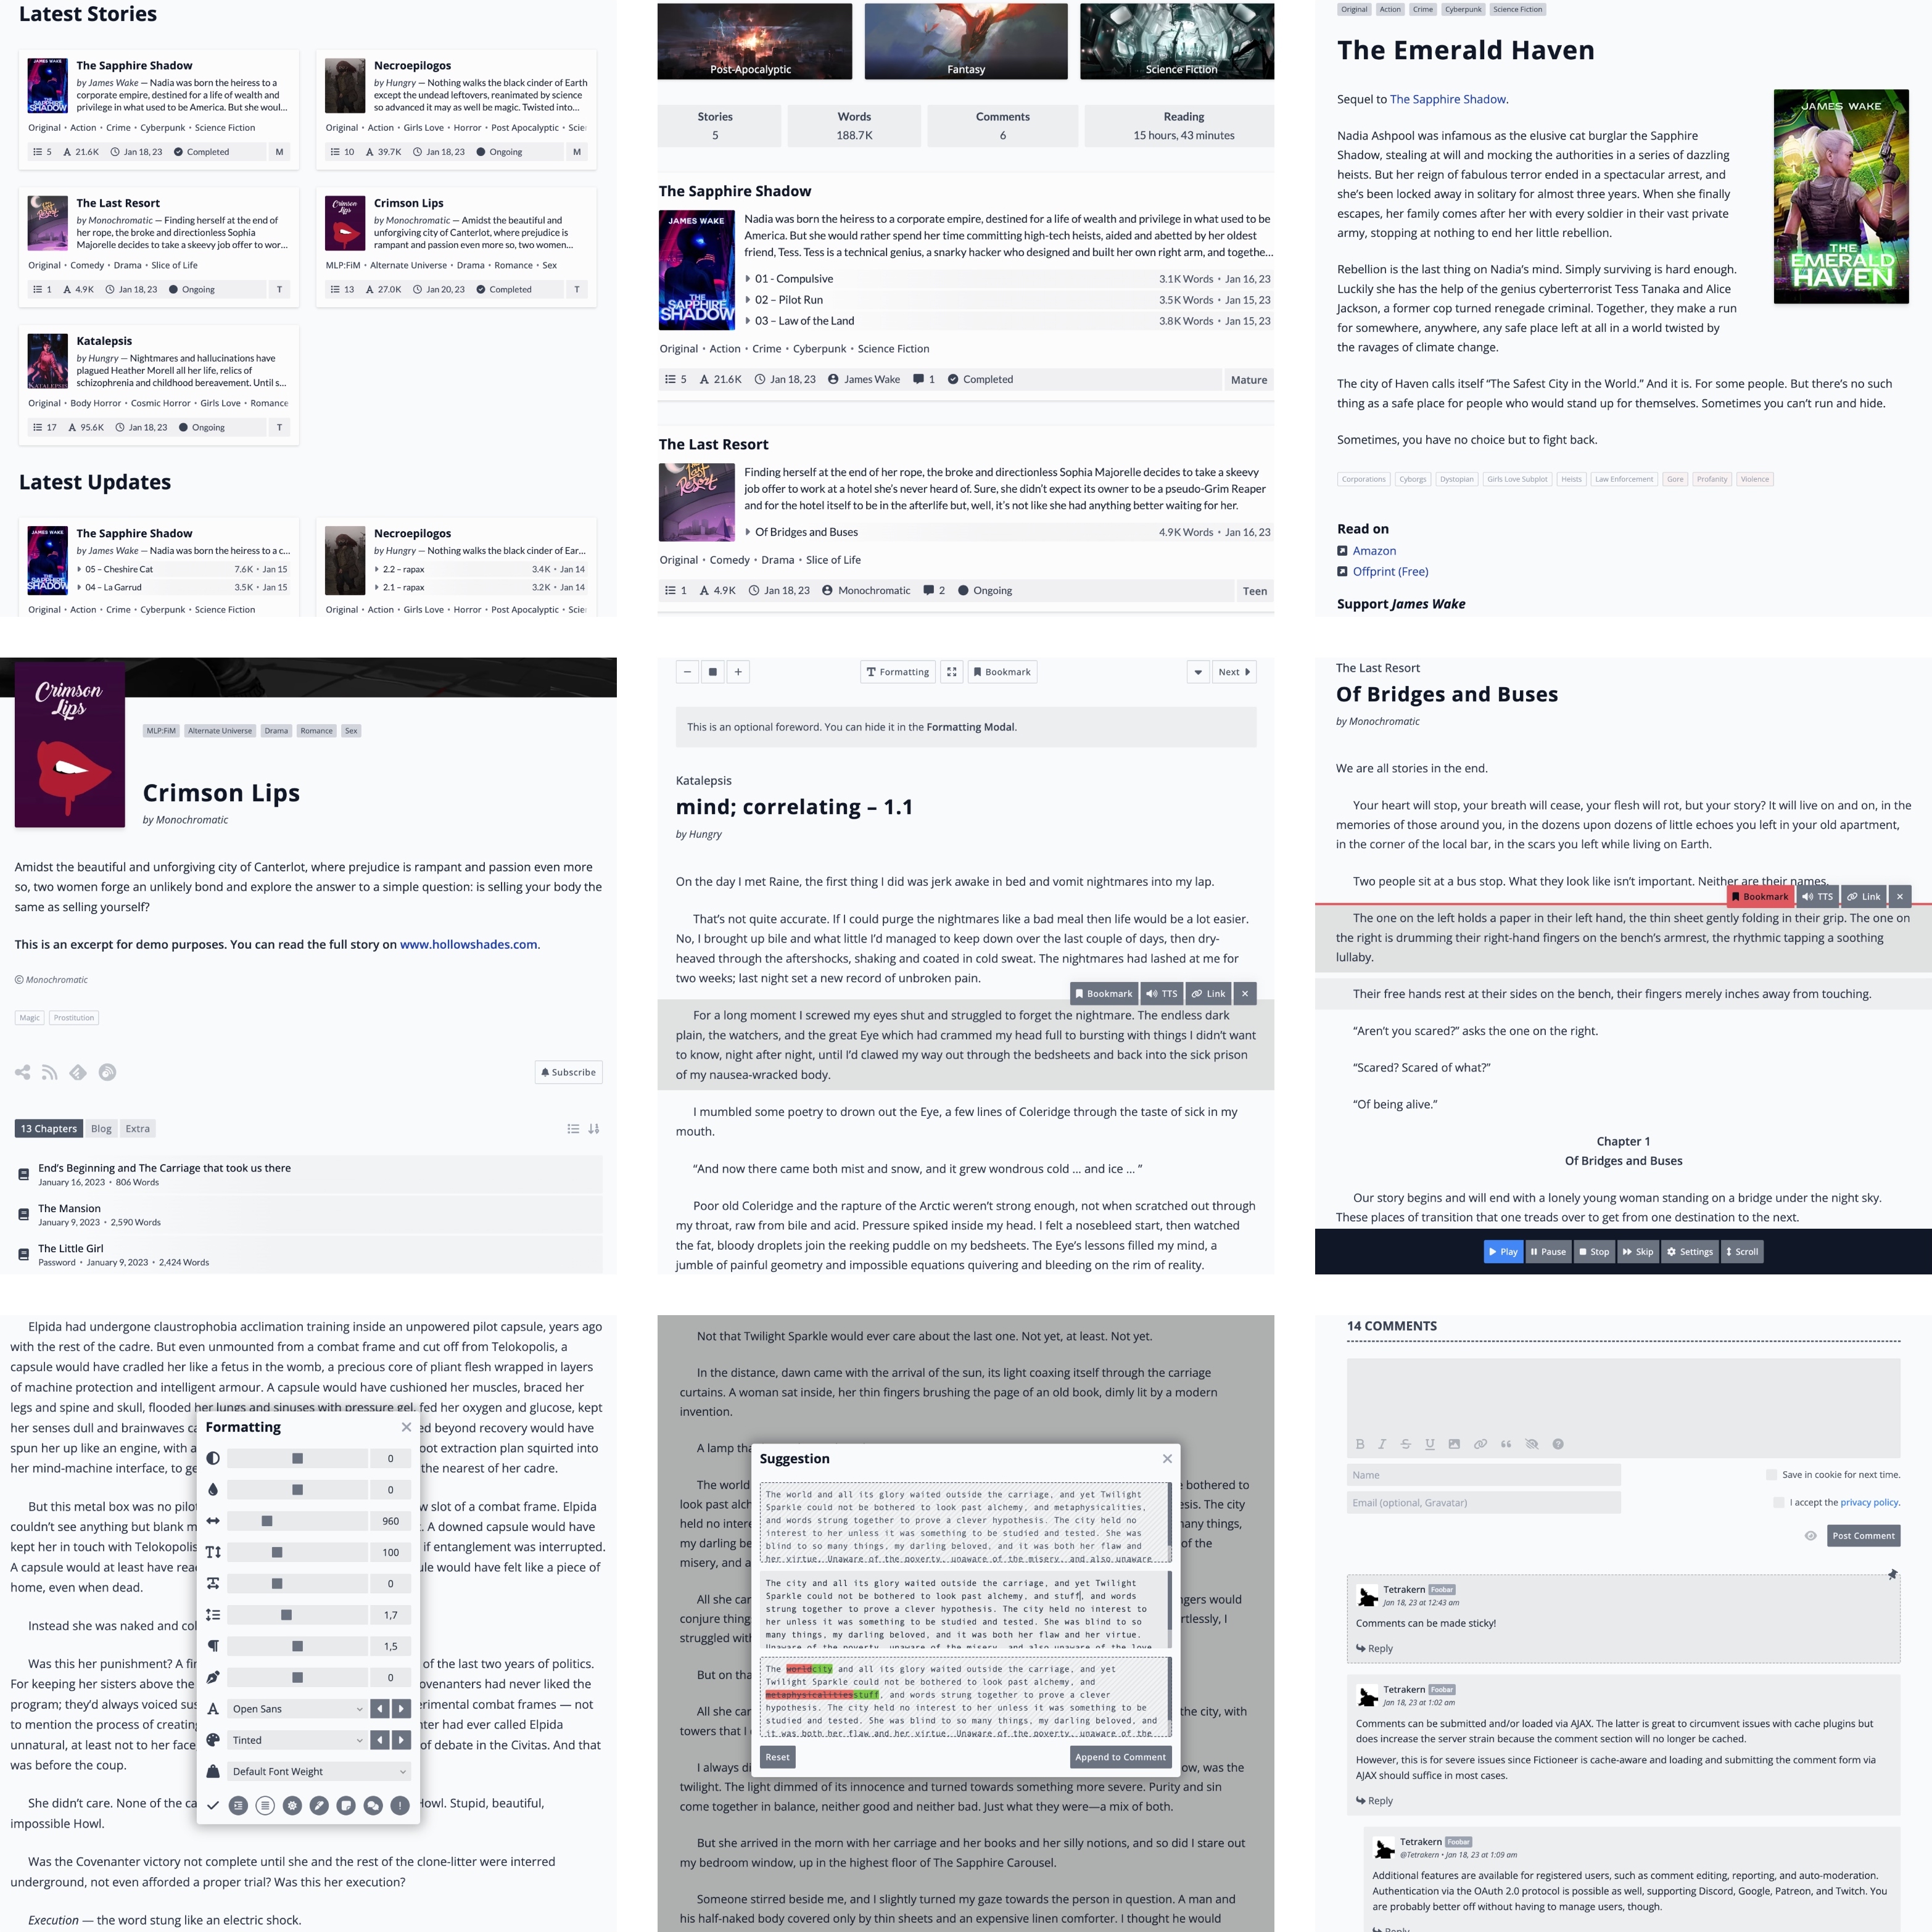 Latest Stories
The Sapphire Shadow
by James Wake — Nadia was born the heiress to a
corporate empire, destined for a life of wealth and
privilege in what used to be America. But she woul...
Original • Action • Crime • Cyberpunk • Science Fiction
5 21.6K Jan 18, 23 Completed M
Necroepilogos
by Hungry — Nothing walks the black cinder of Earth
except the undead leftovers, reanimated by science
so advanced it may as well be magic. Twisted into...
Original • Action • Girls Love • Horror • Post Apocalyptic • Scie
10 39.7K Jan 18, 23 Ongoing M
The Last Resort
by Monochromatic — Finding herself at the end of
her rope, the broke and directionless Sophia
Majorelle decides to take a skeevy job offer to wor...
Original • Comedy • Drama • Slice of Life
1 4.9K Jan 18, 23 Ongoing T
Crimson Lips
by Monochromatic — Amidst the beautiful and
unforgiving city of Canterlot, where prejudice is
rampant and passion even more so, two women...
MLP:FiM • Alternate Universe • Drama • Romance • Sex
13 27.0K Jan 20, 23 Completed T
Katalepsis
by Hungry — Nightmares and hallucinations have
plagued Heather Morell all her life, relics of
schizophrenia and childhood bereavement. Until s...
Original • Body Horror • Cosmic Horror • Girls Love • Romance
17 95.6K Jan 18, 23 Ongoing T
Latest Updates
The Sapphire Shadow
by James Wake — Nadia was born the heiress to a c...
05 – Cheshire Cat 7.6K • Jan 15
04 – La Garrud 3.5K • Jan 15
Original • Action • Crime • Cyberpunk • Science Fiction
Necroepilogos
by Hungry — Nothing walks the black cinder of Ear...
2.2 – rapax 3.4K • Jan 14
2.1 – rapax 3.2K • Jan 14
Original • Action • Girls Love • Horror • Post Apocalyptic • Scie
Post-Apocalyptic
Fantasy
Science Fiction
Stories Words Comments Reading
5 188.7K 6 15 hours, 43 minutes
The Sapphire Shadow
JAMES WAKE
THE SAPPHIRE SHADOW
Nadia was born the heiress to a corporate empire, destined for a life of wealth and privilege in what used to be
America. But she would rather spend her time committing high-tech heists, aided and abetted by her oldest
friend, Tess. Tess is a technical genius, a snarky hacker who designed and built her own right arm, and togethe...
01 - Compulsive 3.1K Words • Jan 16, 23
02 – Pilot Run 3.5K Words • Jan 15, 23
03 – Law of the Land 3.8K Words • Jan 15, 23
Original • Action • Crime • Cyberpunk • Science Fiction
5 21.6K Jan 18, 23 James Wake 1 Completed Mature
The Last Resort
Finding herself at the end of her rope, the broke and directionless Sophia Majorelle decides to take a skeevy
job offer to work at a hotel she's never heard of. Sure, she didn't expect its owner to be a pseudo-Grim Reaper
and for the hotel itself to be in the afterlife but, well, it's not like she had anything better waiting for her.
Of Bridges and Buses 4.9K Words • Jan 16, 23
Original • Comedy • Drama • Slice of Life
1 4.9K Jan 18, 23 Monochromatic 2 Ongoing Teen
Original Action Crime Cyberpunk Science Fiction
The Emerald Haven
Sequel to The Sapphire Shadow.
Nadia Ashpool was infamous as the elusive cat burglar the Sapphire
Shadow, stealing at will and mocking the authorities in a series of dazzling
heists. But her reign of fabulous terror ended in a spectacular arrest, and
she's been locked away in solitary for almost three years. When she finally
escapes, her family comes after her with every soldier in their vast private
army, stopping at nothing to end her little rebellion.
JAMES WAKE
THE
EMERALD
HAVEN
Rebellion is the last thing on Nadia's mind. Simply surviving is hard enough.
Luckily she has the help of the genius cyberterrorist Tess Tanaka and Alice
Jackson, a former cop turned renegade criminal. Together, they make a run
for somewhere, anywhere, any safe place left at all in a world twisted by
the ravages of climate change.
The city of Haven calls itself “The Safest City in the World.” And it is. For some people. But there's no such
thing as a safe place for people who would stand up for themselves. Sometimes you can't run and hide.
Sometimes, you have no choice but to fight back.
Corporations Cyborgs Dystopian Girls Love Subplot Heists Law Enforcement Gore Profanity Violence
Read on
Amazon
Offprint (Free)
Support James Wake
Crimson
Lips
MLP:FiM Alternate Universe Drama Romance Sex
Crimson Lips
by Monochromatic
Amidst the beautiful and unforgiving city of Canterlot, where prejudice is rampant and passion even more
so, two women forge an unlikely bond and explore the answer to a simple question: is selling your body the
same as selling yourself?
This is an excerpt for demo purposes. You can read the full story on www.hollowshades.com.
© Monochromatic
Magic Prostitution
Subscribe
13 Chapters Blog Extra
End's Beginning and The Carriage that took us there
January 16, 2023 • 806 Words
The Mansion
January 9, 2023 • 2,590 Words
The Little Girl
Password • January 9, 2023 • 2,424 Words
Formatting Bookmark Next
This is an optional foreword. You can hide it in the Formatting Modal.
Katalepsis
mind; correlating – 1.1
by Hungry
On the day I met Raine, the first thing I did was jerk awake in bed and vomit nightmares into my lap.
That's not quite accurate. If I could purge the nightmares like a bad meal then life would be a lot easier.
No, I brought up bile and what little I'd managed to keep down over the last couple of days, then dry-
heaved through the aftershocks, shaking and coated in cold sweat. The nightmares had lashed at me for
two weeks; last night set a new record of unbroken pain.
Bookmark TTS Link ×
For a long moment I screwed my eyes shut and struggled to forget the nightmare. The endless dark
plain, the watchers, and the great Eye which had crammed my head full to bursting with things I didn't want
to know, night after night, until I'd clawed my way out through the bedsheets and back into the sick prison
of my nausea-wracked body.
I mumbled some poetry to drown out the Eye, a few lines of Coleridge through the taste of sick in my
mouth.
“And now there came both mist and snow, and it grew wondrous cold … and ice … ”
Poor old Coleridge and the rapture of the Arctic weren't strong enough, not when scratched out through
my throat, raw from bile and acid. Pressure spiked inside my head. I felt a nosebleed start, then watched
the fat, bloody droplets join the reeking puddle on my bedsheets. The Eye's lessons filled my mind, a
jumble of painful geometry and impossible equations quivering and bleeding on the rim of reality.
The Last Resort
Of Bridges and Buses
by Monochromatic
We are all stories in the end.
Your heart will stop, your breath will cease, your flesh will rot, but your story? It will live on and on, in the
memories of those around you, in the dozens upon dozens of little echoes you left in your old apartment,
in the corner of the local bar, in the scars you left while living on Earth.
Two people sit at a bus stop. What they look like isn't important. Neither are their names.
Bookmark TTS Link ×
The one on the left holds a paper in their left hand, the thin sheet gently folding in their grip. The one on
the right is drumming their right-hand fingers on the bench's armrest, the rhythmic tapping a soothing
lullaby.
Their free hands rest at their sides on the bench, their fingers merely inches away from touching.
“Aren't you scared?” asks the one on the right.
“Scared? Scared of what?”
“Of being alive.”
Chapter 1
Of Bridges and Buses
Our story begins and will end with a lonely young woman standing on a bridge under the night sky.
These places of transition that one treads over to get from one destination to the next.
Play Pause Stop Skip Settings Scroll
Elpida had undergone claustrophobia acclimation training inside an unpowered pilot capsule, years ago
with the rest of the cadre. But even unmounted from a combat frame and cut off from Telokopolis, a
capsule would have cradled her like a fetus in the womb, a precious core of pliant flesh wrapped in layers
of machine protection and intelligent armour. A capsule would have cushioned her muscles, braced her
legs and spine and skull, flooded her lungs and sinuses with pressure gel, fed her oxygen and glucose, kept
her senses dull and brainwaves ca ed beyond recovery would have
spun her up like an engine, with a oot extraction plan squirted into
her mind-machine interface, to ge the nearest of her cadre.
But this metal box was no pilot w slot of a combat frame. Elpida
couldn't see anything but blank m . A downed capsule would have
kept her in touch with Telokopolis if entanglement was interrupted.
A capsule would at least have rea ule would have felt like a piece of
home, even when dead.
Instead she was naked and col
Was this her punishment? A fir of the last two years of politics.
For keeping her sisters above the ovenanters had never liked the
program; they'd always voiced sus erimental combat frames — not
to mention the process of creating nter had ever called Elpida
unnatural, at least not to her face, of debate in the Civitas. And that
was before the coup.
She didn't care. None of the ca Howl. Stupid, beautiful,
impossible Howl.
Was the Covenanter victory not complete until she and the rest of the clone-litter were interred
underground, not even afforded a proper trial? Was this her execution?
Execution — the word stung like an electric shock.
Formatting ×
0
0
960
100
0
1,7
1,5
0
Open Sans
Tinted
Default Font Weight
Not that Twilight Sparkle would ever care about the last one. Not yet, at least. Not yet.
In the distance, dawn came with the arrival of the sun, its light coaxing itself through the carriage
curtains. A woman sat inside, her thin fingers brushing the page of an old book, dimly lit by a modern
invention.
A lamp tha
The world e bothered to
look past alch esis. The city
held no intere nany things,
my darling be of the
misery, and a
All she car ngers would
conjure thing rtlessly, I
struggled with
But on tha
All she car the city, with
towers that I
I always di ow, was the
twilight. The light dimmed of its innocence and turned towards something more severe. Purity and sin
come together in balance, neither good and neither bad. Just what they were—a mix of both.
But she arrived in the morn with her carriage and her books and her silly notions, and so did I stare out
my bedroom window, up in the highest floor of The Sapphire Carousel.
Someone stirred beside me, and I slightly turned my gaze towards the person in question. A man and
his half-naked body covered only by thin sheets and an expensive linen comforter. I thought he would
Suggestion ×
The world and all its glory waited outside the carriage, and yet Twilight
Sparkle could not be bothered to look past alchemy, and metaphysicalities,
and words strung together to prove a clever hypothesis. The city held no
interest to her unless it was something to be studied and tested. She was
blind to so many things, my darling beloved, and it was both her flaw and
her virtue. Unaware of the poverty, unaware of the misery, and also unaware
The city and all its glory waited outside the carriage, and yet Twilight
Sparkle could not be bothered to look past alchemy, and stuff, and words
strung together to prove a clever hypothesis. The city held no interest to
her unless it was something to be studied and tested. She was blind to so
many things, my darling beloved, and it was both her flaw and her virtue.
Unaware of the poverty, unaware of the misery, and also unaware of the love
The worldcity and all its glory waited outside the carriage, and yet
Twilight Sparkle could not be bothered to look past alchemy, and
metaphysicalitiesstuff, and words strung together to prove a clever
hypothesis. The city held no interest to her unless it was something to be
studied and tested. She was blind to so many things, my darling beloved, and
it was both her flaw and her virtue. Unaware of the poverty, unaware of the
Reset Append to Comment
14 COMMENTS
Name
Save in cookie for next time.
Email (optional, Gravatar)
I accept the privacy policy.
Post Comment
Tetrakern Foobar
Jan 18, 23 at 12:43 am
Comments can be made sticky!
Reply
Tetrakern Foobar
Jan 18, 23 at 1:02 am
Comments can be submitted and/or loaded via AJAX. The latter is great to circumvent issues with cache plugins but
does increase the server strain because the comment section will no longer be cached.
However, this is for severe issues since Fictioneer is cache-aware and loading and submitting the comment form via
AJAX should suffice in most cases.
Reply
Tetrakern Foobar
@Tetrakern • Jan 18, 23 at 1:09 am
Additional features are available for registered users, such as comment editing, reporting, and auto-moderation.
Authentication via the OAuth 2.0 protocol is possible as well, supporting Discord, Google, Patreon, and Twitch. You
are probably better off without having to manage users, though.
Reply